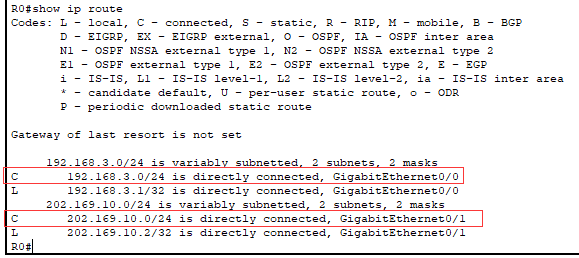 R0#show ip route
Codes: L - local, C - connected, S - static, R - RIP, M - mobile, B - BGP
D - EIGRP, EX - EIGRP external, O - OSPF, IA - OSPF inter area
N1 - OSPF NSSA external type 1, N2 - OSPF NSSA external type 2
E1 - OSPF external type 1, E2 - OSPF external type 2, E - EGP
i - IS-IS, L1 - IS-IS level-1, L2 - IS-IS level-2, ia - IS-IS inter area
* - candidate default, U - per-user static route, o - ODR
P - periodic downloaded static route
Gateway of last resort is not set
192.168.3.0/24 is variably subnetted, 2 subnets, 2 masks
C 192.168.3.0/24 is directly connected, GigabitEthernet0/0
L 192.168.3.1/32 is directly connected, GigabitEthernet0/0
202.169.10.0/24 is variably subnetted, 2 subnets, 2 masks
C 202.169.10.0/24 is directly connected, GigabitEthernet0/1
L 202.169.10.2/32 is directly connected, GigabitEthernet0/1
R0#